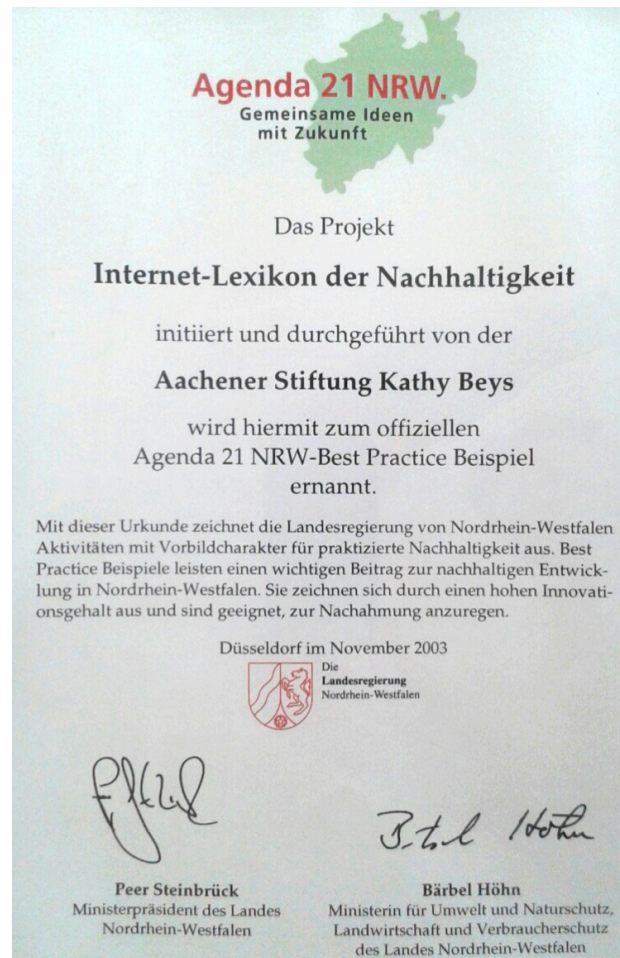 Agenda 21 NRW.
Gemeinsame Ideen
mit Zukunft
Das Projekt
Internet-Lexikon der Nachhaltigkeit
initiiert und durchgeführt von der
Aachener Stiftung Kathy Beys
wird hiermit zum offiziellen
Agenda 21 NRW-Best Practice Beispiel
ernannt.
Mit dieser Urkunde zeichnet die Landesregierung von Nordrhein-Westfalen
Aktivitäten mit Vorbildcharakter für praktizierte Nachhaltigkeit aus. Best
Practice Beispiele leisten einen wichtigen Beitrag zur nachhaltigen Entwick-
lung in Nordrhein-Westfalen. Sie zeichnen sich durch einen hohen Innovati-
onsgehalt aus und sind geeignet, zur Nachahmung anzuregen.
Düsseldorf im November 2003
Die
Landesregierung
Nordrhein-Westfalen
Höhn
Peer Steinbrück
Ministerpräsident des Landes
Nordrhein-Westfalen
Bärbel Höhn
Ministerin für Umwelt und Naturschutz,
Landwirtschaft und Verbraucherschutz
des Landes Nordrhein-Westfalen